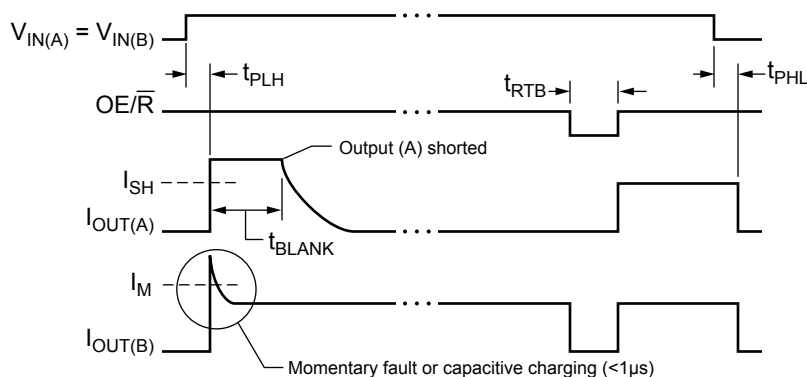 V_IN(A) = V_IN(B)
t_PLH
t_RTB
t_PHL
OE/R̅
Output (A) shorted
I_SH
I_OUT(A)
t_BLANK
I_M
I_OUT(B)
Momentary fault or capacitive charging (<1µs)